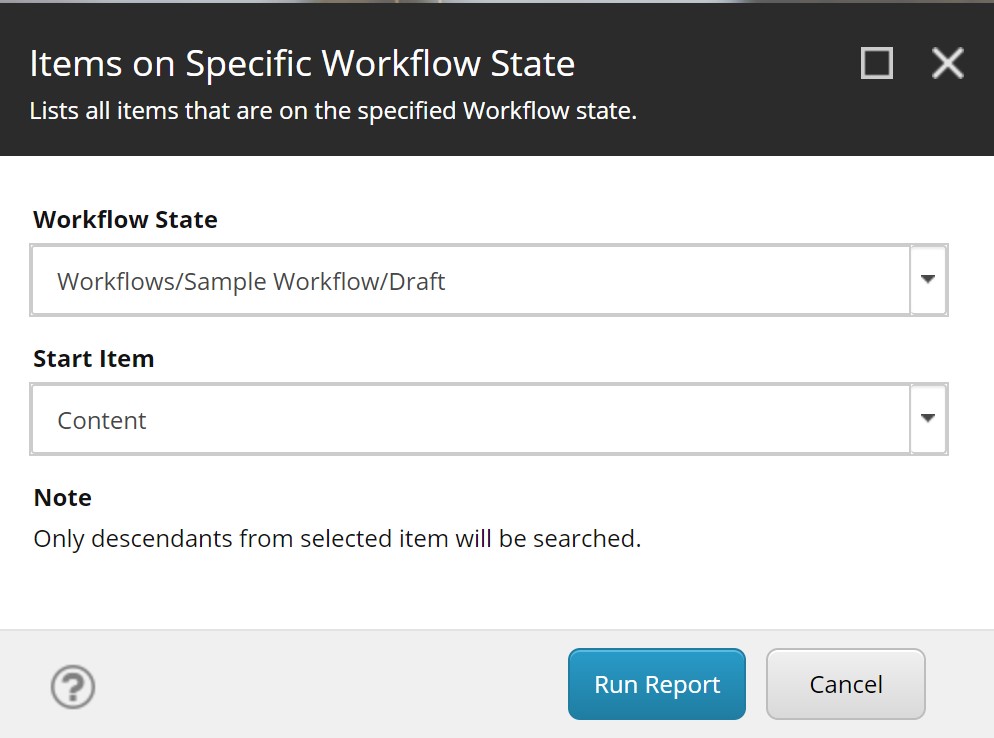 Items on Specific Workflow State
Lists all items that are on the specified Workflow state.
Workflow State
Workflows/Sample Workflow/Draft
Start Item
Content
Note
Only descendants from selected item will be searched.
?
Run Report
Cancel